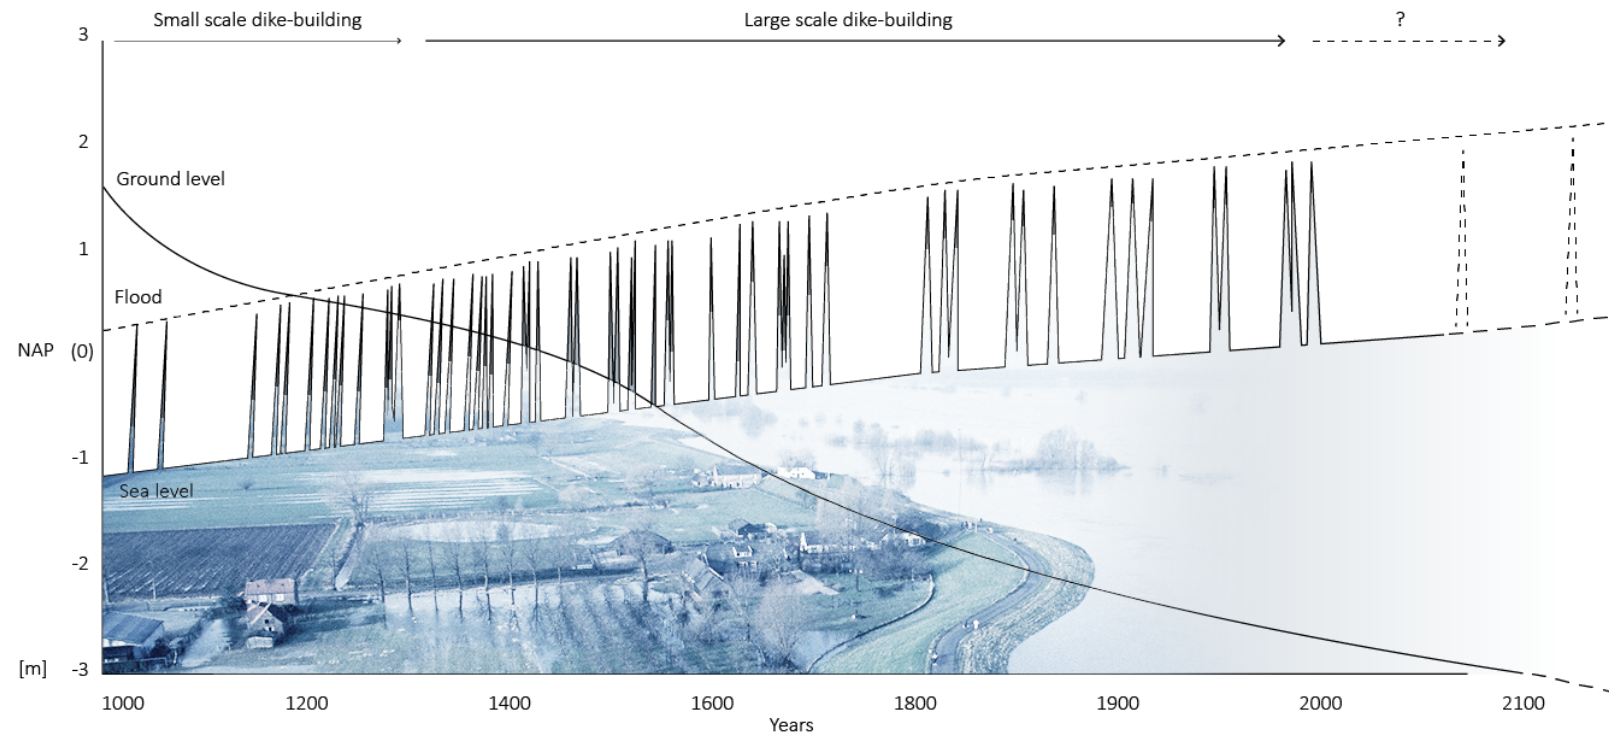 Small scale dike-building
Large scale dike-building
?
3
2
Ground level
1
Flood
NAP (0)
-1
Sea level
-2
[m] -3
1000 1200 1400 1600 1800 1900 2000 2100
Years